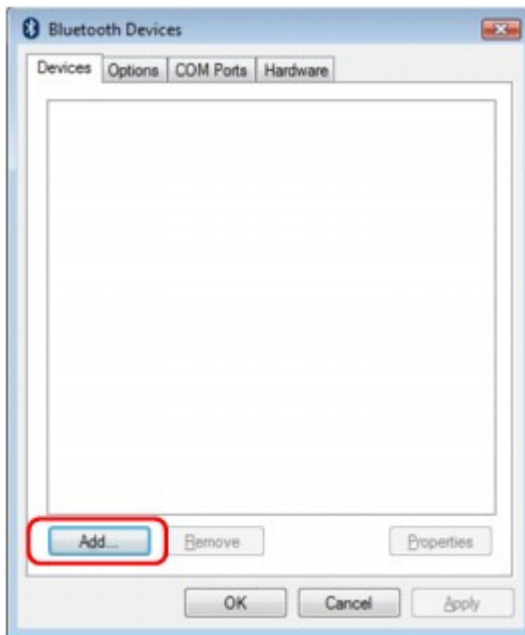 Bluetooth Devices
Devices Options COM Ports Hardware
Add... Remove Properties
OK Cancel Apply